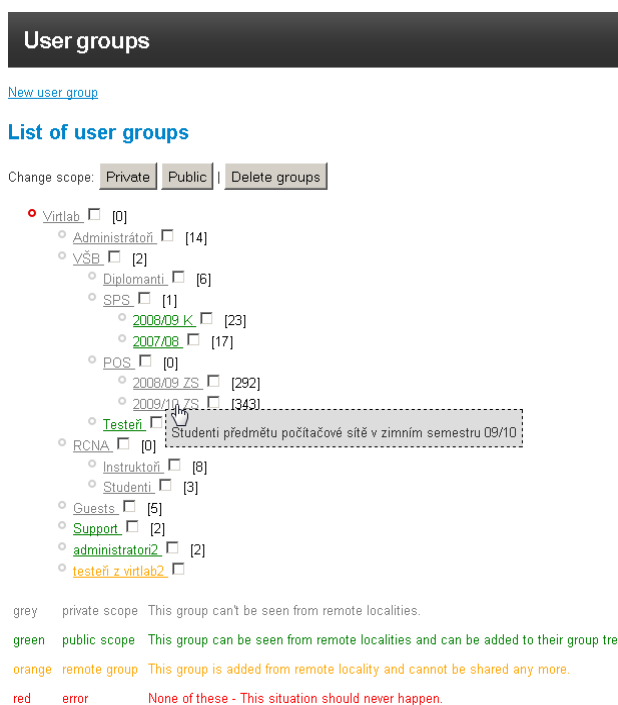 User groups
New user group
List of user groups
Change scope: Private Public | Delete groups
Virtlab [0]
Administrátoři [14]
VŠB [2]
Diplomanti [6]
SPS [1]
2008/09 K [23]
2007/08 [17]
POS [0]
2008/09 ZS [292]
2009/10 ZS [343]
Testeři
Studenti předmětu počítačové sítě v zimním semestru 09/10
RCNA [0]
Instruktoři [8]
Studenti [3]
Guests [5]
Support [2]
administratori2 [2]
testeři z virtlab2
grey private scope This group can't be seen from remote localities.
green public scope This group can be seen from remote localities and can be added to their group tre
orange remote group This group is added from remote locality and cannot be shared any more.
red error None of these - This situation should never happen.